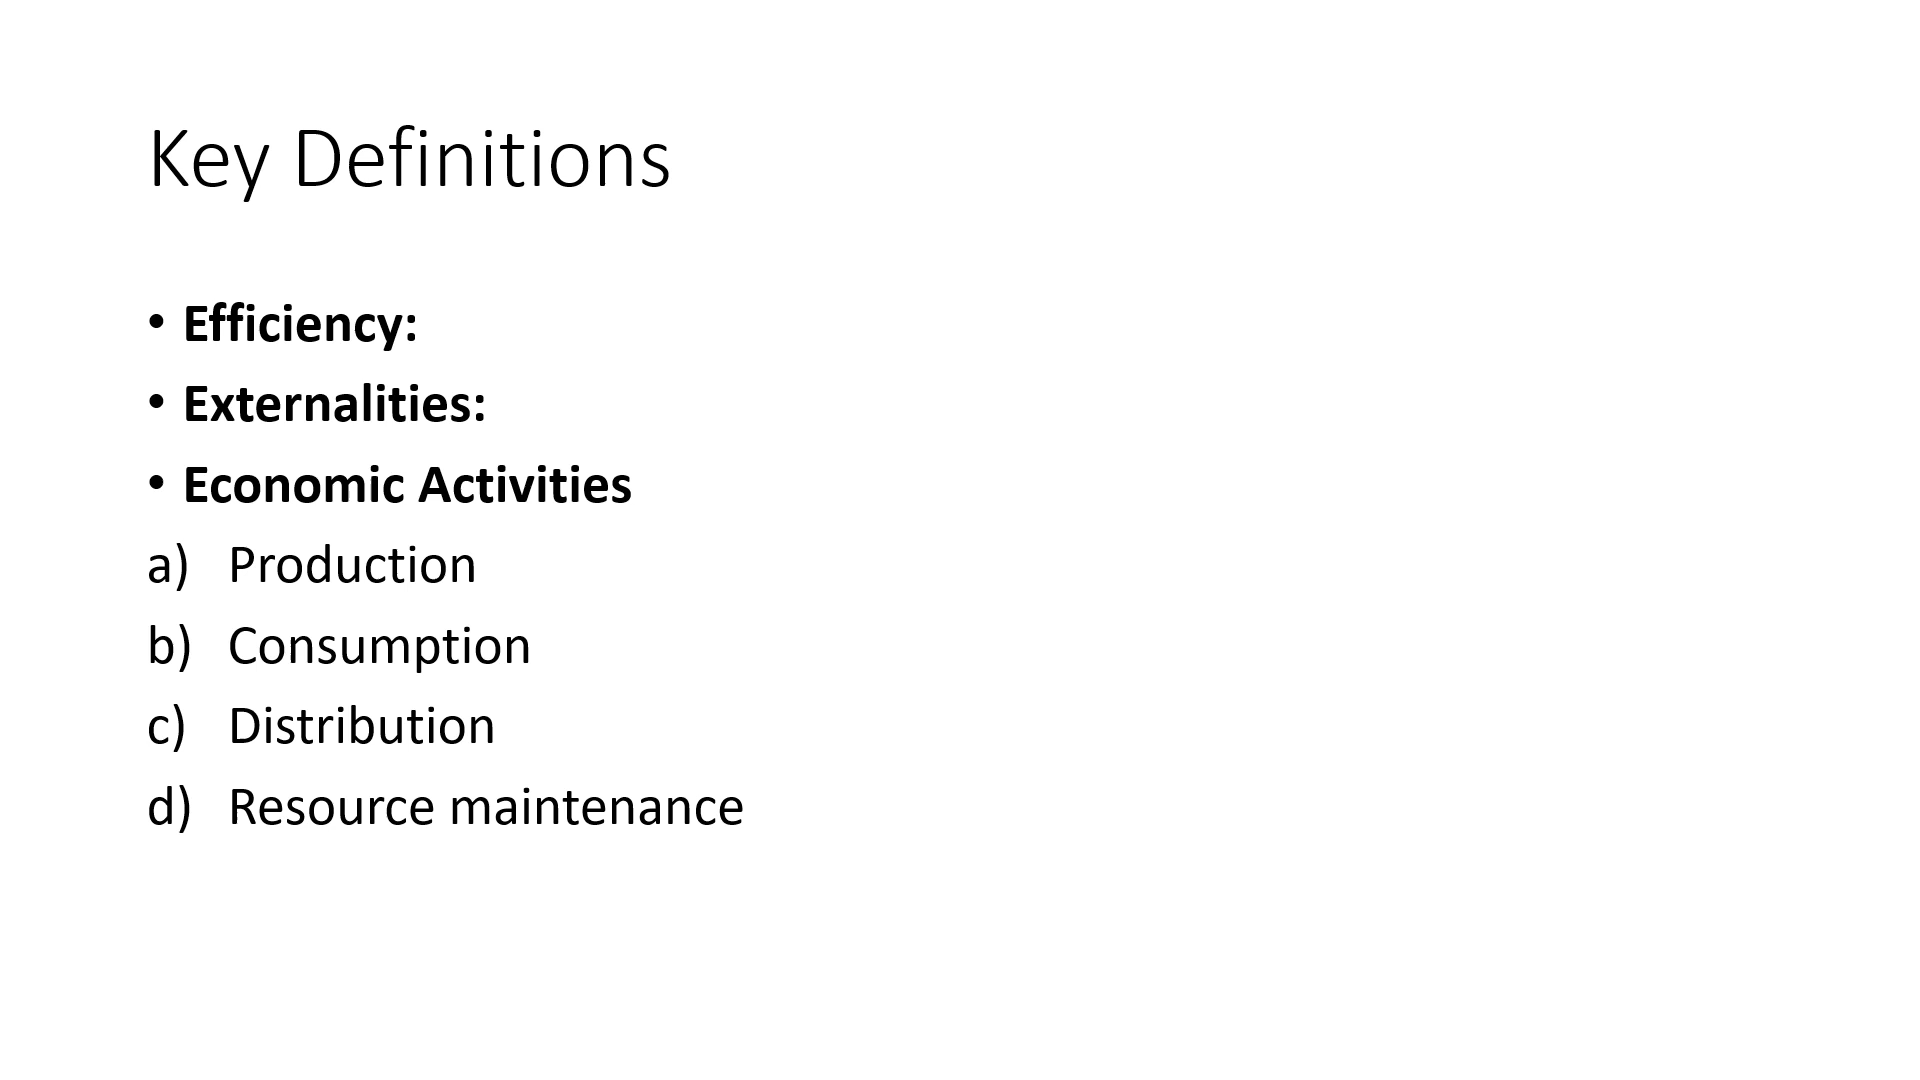 Key Definitions
• Efficiency:
• Externalities:
• Economic Activities
a) Production
b) Consumption
c) Distribution
d) Resource maintenance